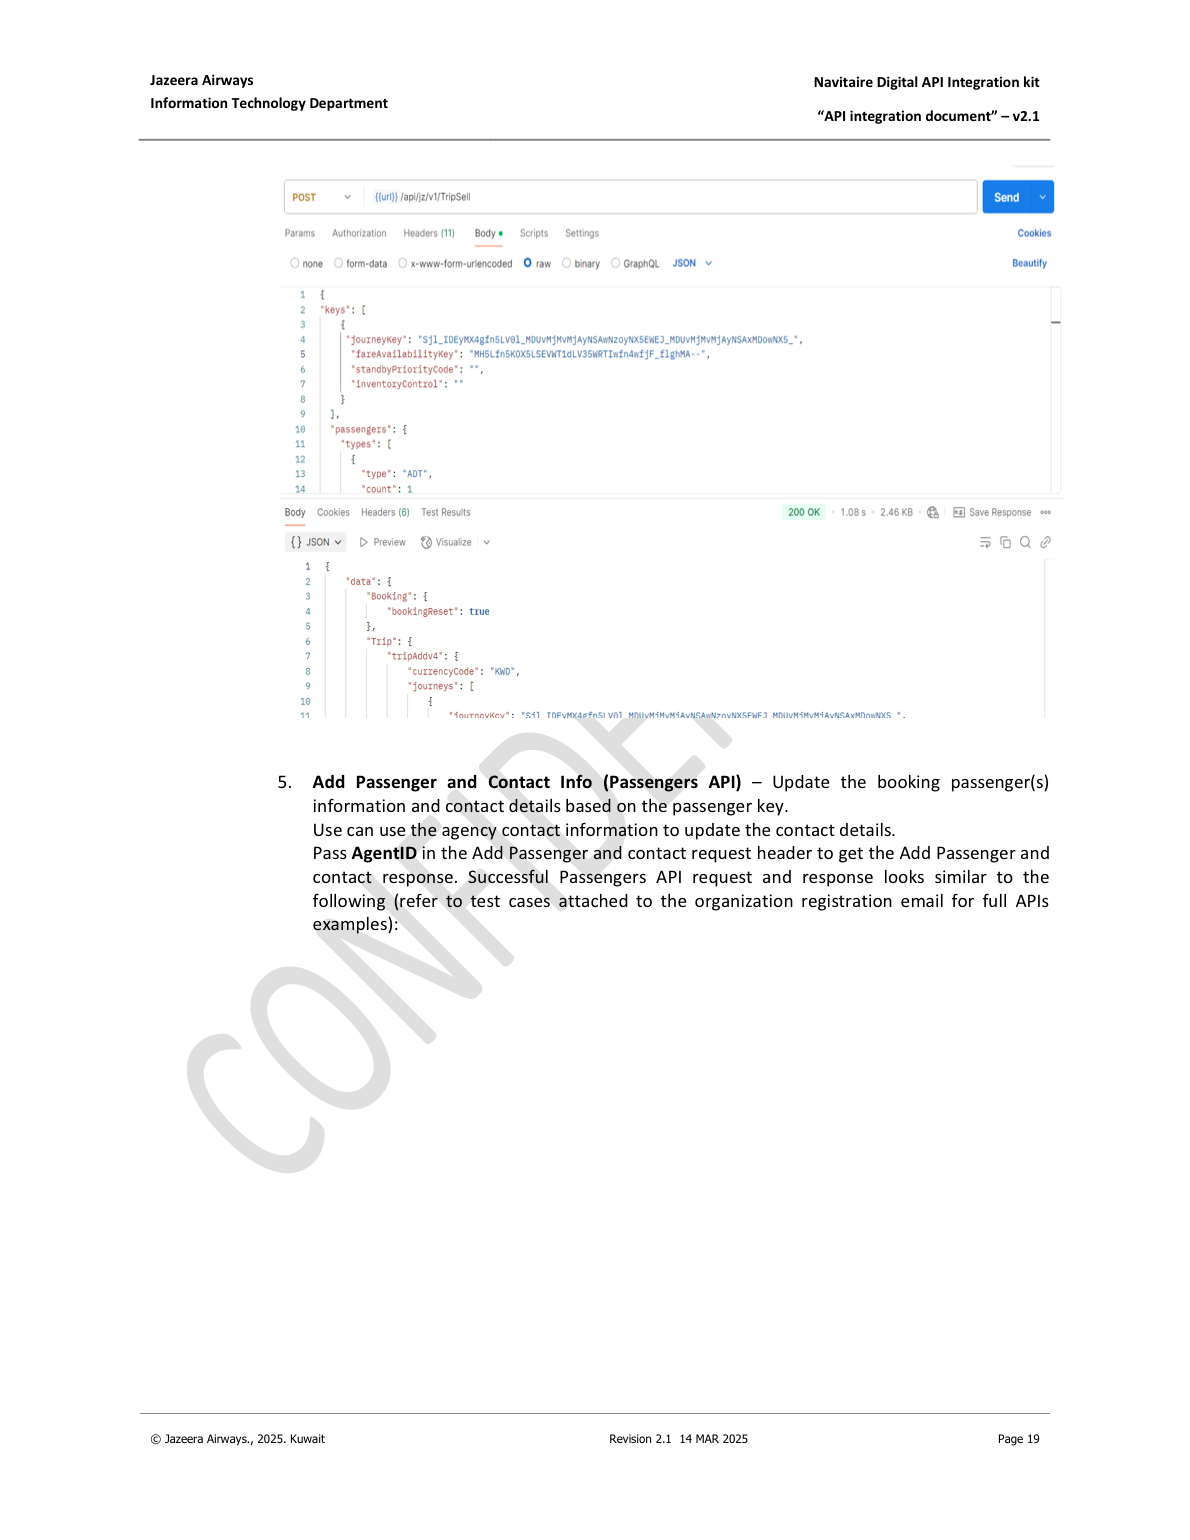 Jazeera Airways
Information Technology Department
Navitaire Digital API Integration kit
“API integration document” – v2.1
POST {{url}} /api/jz/v1/TripSell Send
Params Authorization Headers (11) Body Scripts Settings Cookies
none form-data x-www-form-urlencoded raw binary GraphQL JSON Beautify
1 {
2 "keys": [
3 {
4 "journeyKey": "Sjl_IDEyMX4gfn5LV0l_MDUvMjMvMjAyNSAwNzoyNX5EWEJ_MDUvMjMvMjAyNSAxMDowNX5_",
5 "fareAvailabilityKey": "MH5Lfn5KOX5LSEVWT1dLV35WRTIwfn4wfjF_flghMA--",
6 "standbyPriorityCode": "",
7 "inventoryControl": ""
8 }
9 ],
10 "passengers": {
11 "types": [
12 {
13 "type": "ADT",
14 "count": 1
Body Cookies Headers (6) Test Results 200 OK 1.08 s 2.46 KB Save Response
{} JSON Preview Visualize
1 {
2 "data": {
3 "Booking": {
4 "bookingReset": true
5 },
6 "Trip": {
7 "tripAddv4": {
8 "currencyCode": "KWD",
9 "journeys": [
10 {
11 "journeyKey": "Sjl_IDEyMX4gfn5LV0l_MDUvMjMvMjAyNSAwNzoyNX5EWEJ_MDUvMjMvMjAyNSAxMDowNX5_",
5. Add Passenger and Contact Info (Passengers API) – Update the booking passenger(s)
information and contact details based on the passenger key.
Use can use the agency contact information to update the contact details.
Pass AgentID in the Add Passenger and contact request header to get the Add Passenger and
contact response. Successful Passengers API request and response looks similar to the
following (refer to test cases attached to the organization registration email for full APIs
examples):
© Jazeera Airways., 2025. Kuwait
Revision 2.1 14 MAR 2025
Page 19